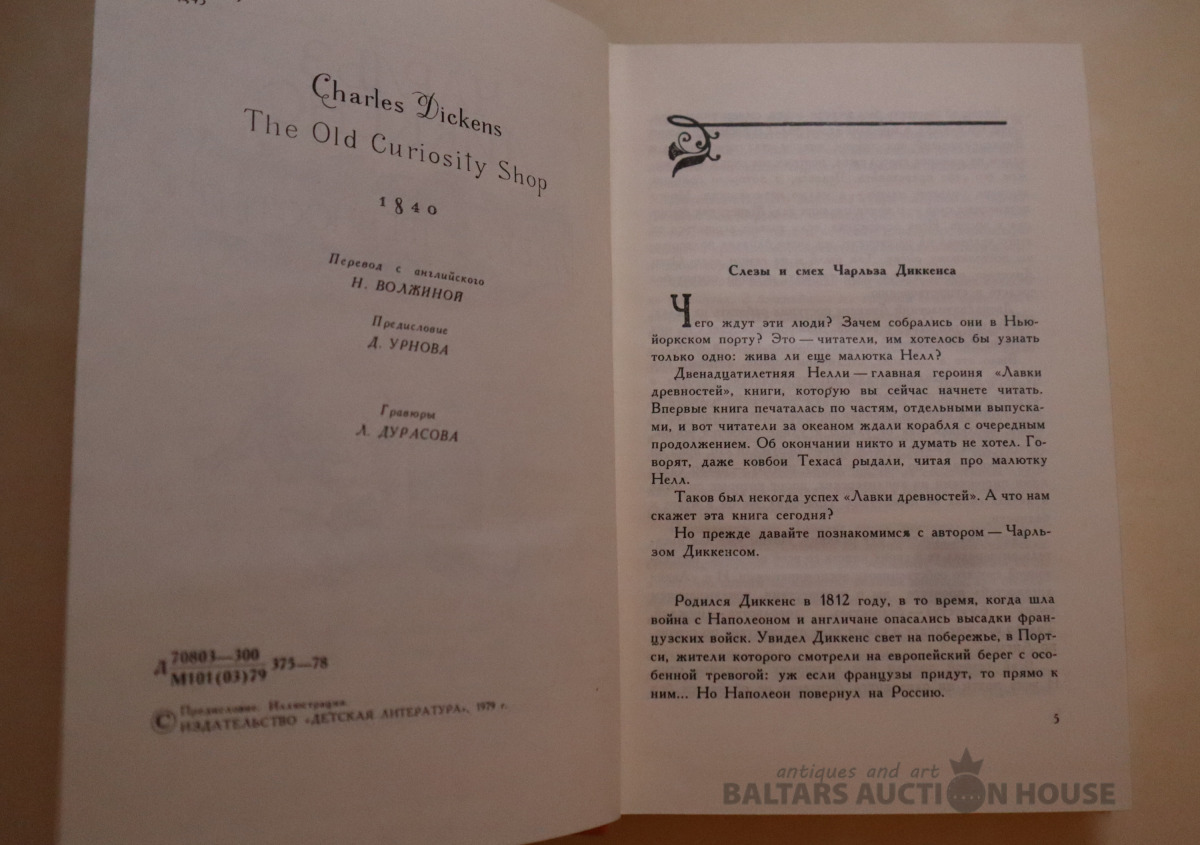 Charles Dickens
The Old Curiosity Shop
1840
Перевод с английского
Н. ВОЛЖИНОЙ
Предисловие
Д. УРНОВА
Гравюры
Л. ДУРАСОВА
Д 70803—300 375—78
М101(03)79
© Предисловие. Иллюстрации.
ИЗДАТЕЛЬСТВО «ДЕТСКАЯ ЛИТЕРАТУРА», 1979 г.
Слезы и смех Чарльза Диккенса
Чего ждут эти люди? Зачем собрались они в Нью-
йоркском порту? Это — читатели, им хотелось бы узнать
только одно: жива ли еще малютка Нелл?
Двенадцатилетняя Нелли — главная героиня «Лавки
древностей», книги, которую вы сейчас начнете читать.
Впервые книга печаталась по частям, отдельными выпуска-
ми, и вот читатели за океаном ждали корабля с очередным
продолжением. Об окончании никто и думать не хотел. Го-
ворят, даже ковбои Техаса рыдали, читая про малютку
Нелл.
Таков был некогда успех «Лавки древностей». А что нам
скажет эта книга сегодня?
Но прежде давайте познакомимся с автором — Чарль-
зом Диккенсом.
Родился Диккенс в 1812 году, в то время, когда шла
война с Наполеоном и англичане опасались высадки фран-
цузских войск. Увидел Диккенс свет на побережье, в Порт-
си, жители которого смотрели на европейский берег с осо-
бенной тревогой: уж если французы придут, то прямо к
ним... Но Наполеон повернул на Россию.
5
antiques and art
BALTARS AUCTION HOUSE